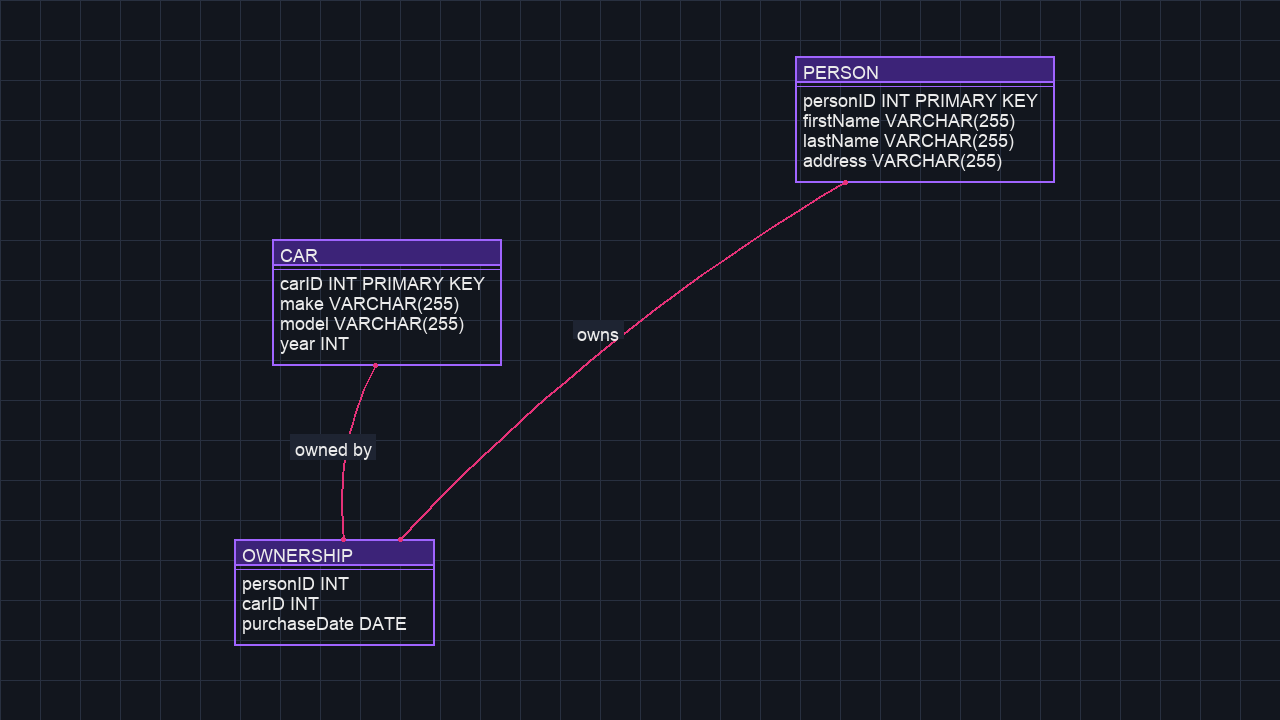 PERSON
personID INT PRIMARY KEY
firstName VARCHAR(255)
lastName VARCHAR(255)
address VARCHAR(255)
CAR
carID INT PRIMARY KEY
make VARCHAR(255)
model VARCHAR(255)
year INT
owns
owned by
OWNERSHIP
personID INT
carID INT
purchaseDate DATE